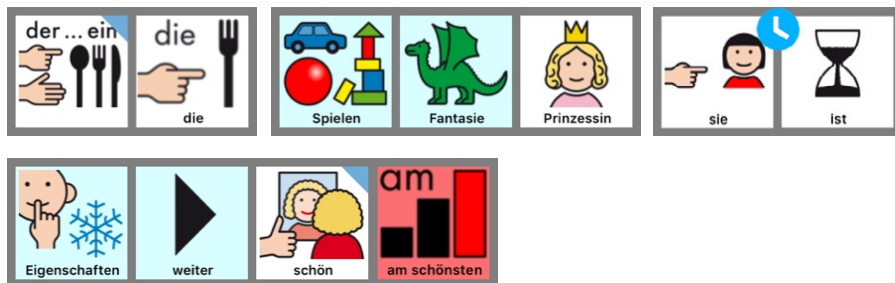 der ... ein die
die Spielen Fantasie Prinzessin sie ist
am
Eigenschaften weiter schön am schönsten